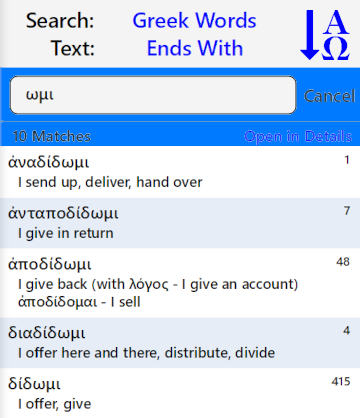 Search: Greek Words
Text: Ends With
Α
Ω
ωμι
Cancel
10 Matches Open in Details
ἀναδίδωμι 1
I send up, deliver, hand over
ἀνταποδίδωμι 7
I give in return
ἀποδίδωμι 48
I give back (with λόγος - I give an account)
ἀποδίδομαι - I sell
διαδίδωμι 4
I offer here and there, distribute, divide
δίδωμι 415
I offer, give